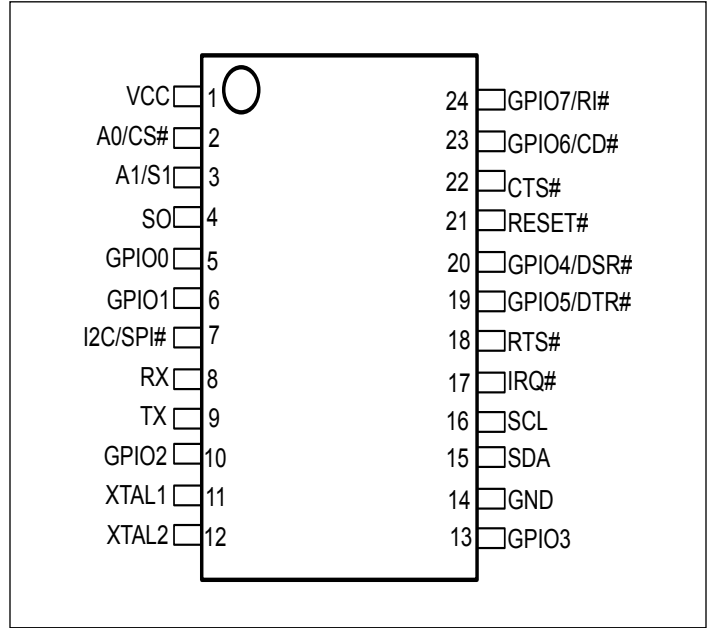 VCC 1 24 GPIO7/RI#
A0/CS# 2 23 GPIO6/CD#
A1/S1 3 22 CTS#
SO 4 21 RESET#
GPIO0 5 20 GPIO4/DSR#
GPIO1 6 19 GPIO5/DTR#
I2C/SPI# 7 18 RTS#
RX 8 17 IRQ#
TX 9 16 SCL
GPIO2 10 15 SDA
XTAL1 11 14 GND
XTAL2 12 13 GPIO3